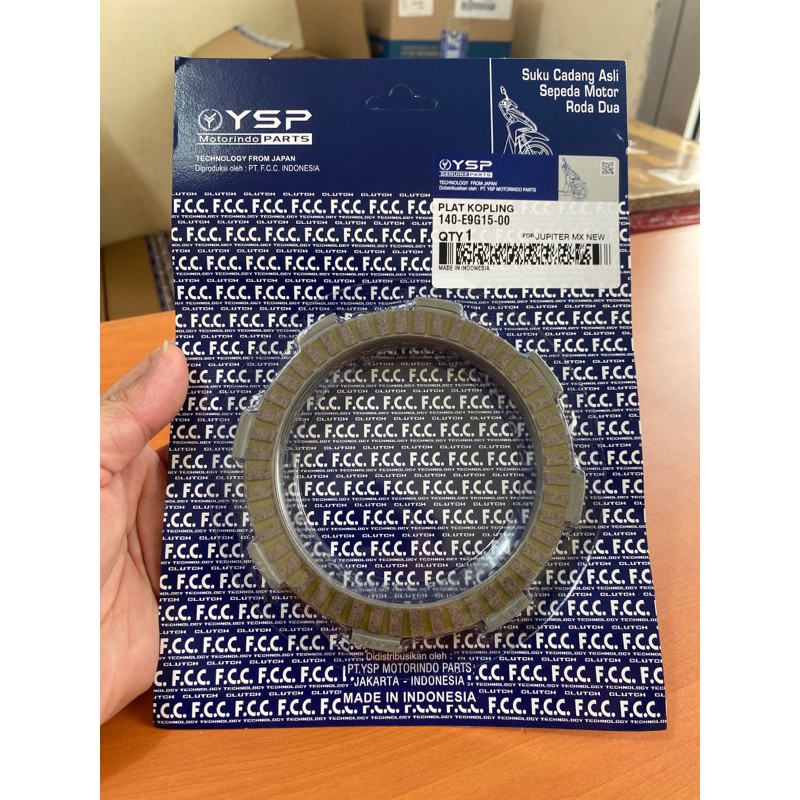 Suku Cadang Asli
Sepeda Motor
Roda Dua
YSP
Motorindo PARTS
TECHNOLOGY FROM JAPAN
Diproduksi oleh : PT. F.C.C. INDONESIA
YSP
GENUINE PARTS
TECHNOLOGY FROM JAPAN
Didistribusikan oleh : PT. YSP MOTORINDO PARTS
PLAT KOPLING
140-E9G15-00
QTY 1
FOR JUPITER MX NEW
MADE IN INDONESIA
F.C.C. F.C.C. F.C.C. F.C.C.
TECHNOLOGY TECHNOLOGY TECHNOLOGY
CLUTCH CLUTCH CLUTCH
Didistribusikan oleh :
PT.YSP MOTORINDO PARTS
JAKARTA - INDONESIA
MADE IN INDONESIA